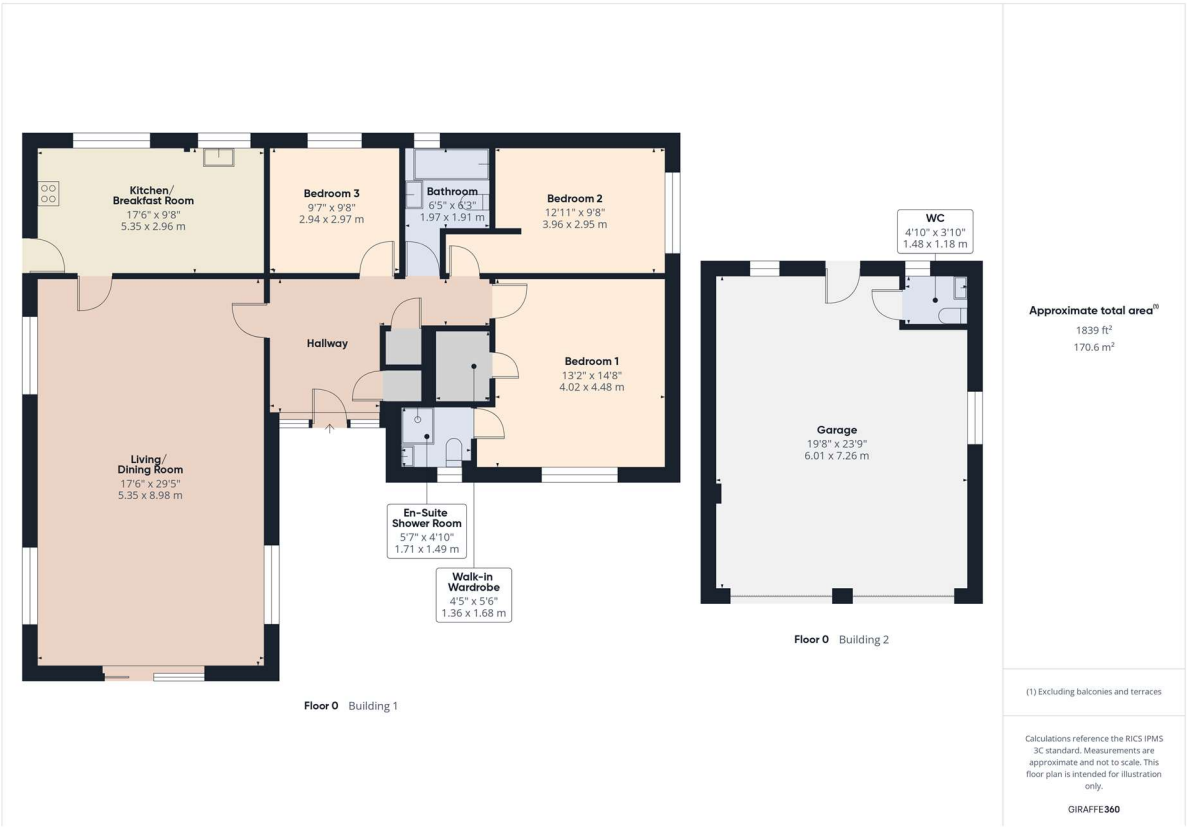 Kitchen/
Breakfast Room
17'6" x 9'8"
5.35 x 2.96 m
Bedroom 3
9'7" x 9'8"
2.94 x 2.97 m
Bathroom
6'5" x 6'3"
1.97 x 1.91 m
Bedroom 2
12'11" x 9'8"
3.96 x 2.95 m
Hallway
Bedroom 1
13'2" x 14'8"
4.02 x 4.48 m
Living/
Dining Room
17'6" x 29'5"
5.35 x 8.98 m
En-Suite
Shower Room
5'7" x 4'10"
1.71 x 1.49 m
Walk-in
Wardrobe
4'5" x 5'6"
1.36 x 1.68 m
Floor 0 Building 1
WC
4'10" x 3'10"
1.48 x 1.18 m
Garage
19'8" x 23'9"
6.01 x 7.26 m
Floor 0 Building 2
Approximate total area(1)
1839 ft²
170.6 m²
(1) Excluding balconies and terraces
Calculations reference the RICS IPMS
3C standard. Measurements are
approximate and not to scale. This
floor plan is intended for illustration
only.
GIRAFFE360